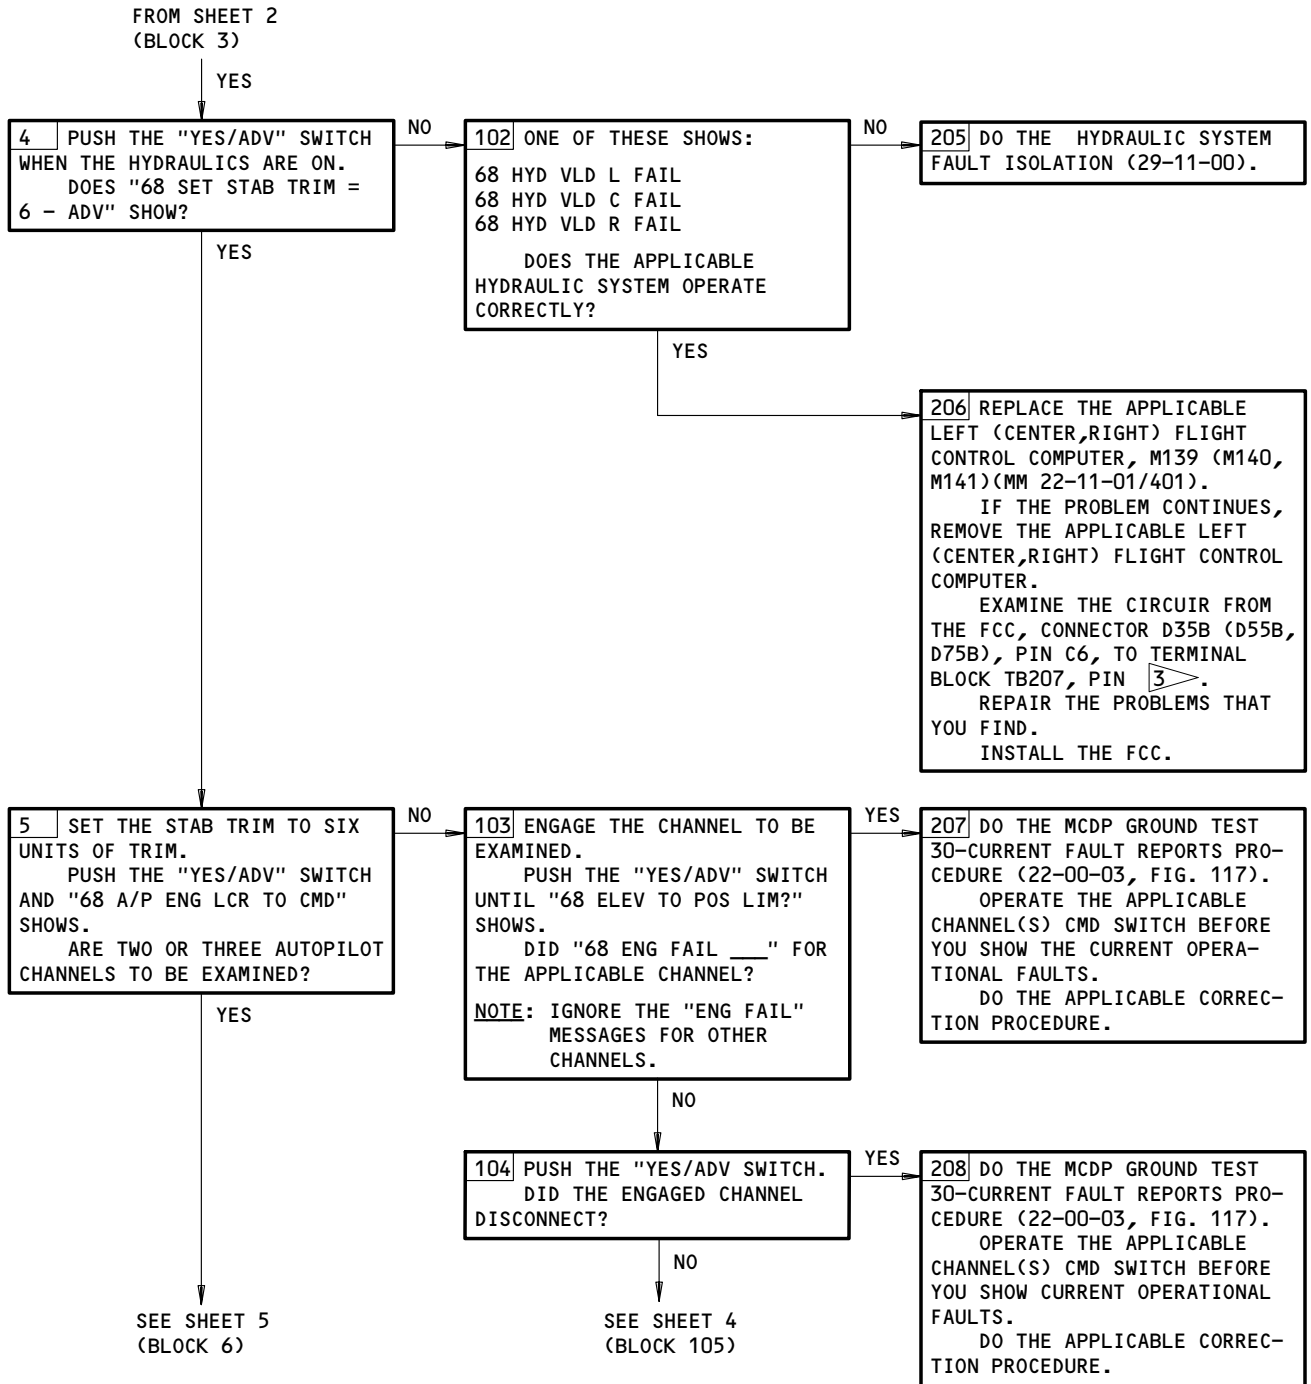 FROM SHEET 2
(BLOCK 3)
YES
4 PUSH THE "YES/ADV" SWITCH
WHEN THE HYDRAULICS ARE ON.
DOES "68 SET STAB TRIM =
6 - ADV" SHOW?
NO
102 ONE OF THESE SHOWS:
68 HYD VLD L FAIL
68 HYD VLD C FAIL
68 HYD VLD R FAIL
DOES THE APPLICABLE
HYDRAULIC SYSTEM OPERATE
CORRECTLY?
NO
205 DO THE HYDRAULIC SYSTEM
FAULT ISOLATION (29-11-00).
YES
YES
206 REPLACE THE APPLICABLE
LEFT (CENTER,RIGHT) FLIGHT
CONTROL COMPUTER, M139 (M140,
M141)(MM 22-11-01/401).
IF THE PROBLEM CONTINUES,
REMOVE THE APPLICABLE LEFT
(CENTER,RIGHT) FLIGHT CONTROL
COMPUTER.
EXAMINE THE CIRCUIR FROM
THE FCC, CONNECTOR D35B (D55B,
D75B), PIN C6, TO TERMINAL
BLOCK TB207, PIN 3.
REPAIR THE PROBLEMS THAT
YOU FIND.
INSTALL THE FCC.
5 SET THE STAB TRIM TO SIX
UNITS OF TRIM.
PUSH THE "YES/ADV" SWITCH
AND "68 A/P ENG LCR TO CMD"
SHOWS.
ARE TWO OR THREE AUTOPILOT
CHANNELS TO BE EXAMINED?
NO
103 ENGAGE THE CHANNEL TO BE
EXAMINED.
PUSH THE "YES/ADV" SWITCH
UNTIL "68 ELEV TO POS LIM?"
SHOWS.
DID "68 ENG FAIL ___" FOR
THE APPLICABLE CHANNEL?
NOTE: IGNORE THE "ENG FAIL"
MESSAGES FOR OTHER
CHANNELS.
YES
207 DO THE MCDP GROUND TEST
30-CURRENT FAULT REPORTS PRO-
CEDURE (22-00-03, FIG. 117).
OPERATE THE APPLICABLE
CHANNEL(S) CMD SWITCH BEFORE
YOU SHOW THE CURRENT OPERA-
TIONAL FAULTS.
DO THE APPLICABLE CORREC-
TION PROCEDURE.
YES
NO
104 PUSH THE "YES/ADV SWITCH.
DID THE ENGAGED CHANNEL
DISCONNECT?
YES
208 DO THE MCDP GROUND TEST
30-CURRENT FAULT REPORTS PRO-
CEDURE (22-00-03, FIG. 117).
OPERATE THE APPLICABLE
CHANNEL(S) CMD SWITCH BEFORE
YOU SHOW CURRENT OPERATIONAL
FAULTS.
DO THE APPLICABLE CORREC-
TION PROCEDURE.
NO
SEE SHEET 5
(BLOCK 6)
SEE SHEET 4
(BLOCK 105)